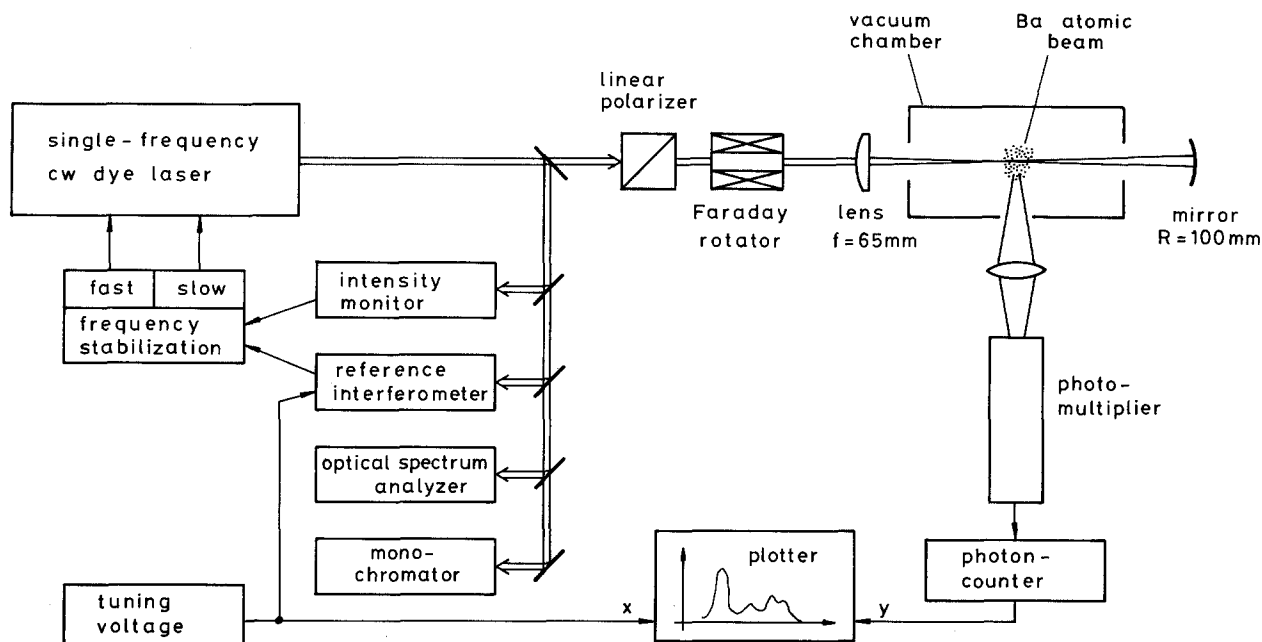 vacuum
chamber
Ba atomic
beam
linear
polarizer
single-frequency
cw dye laser
Faraday
rotator
lens
f=65mm
mirror
R=100mm
fast
slow
frequency
stabilization
intensity
monitor
reference
interferometer
optical spectrum
analyzer
mono-
chromator
photo-
multiplier
photon-
counter
plotter
tuning
voltage
x
y